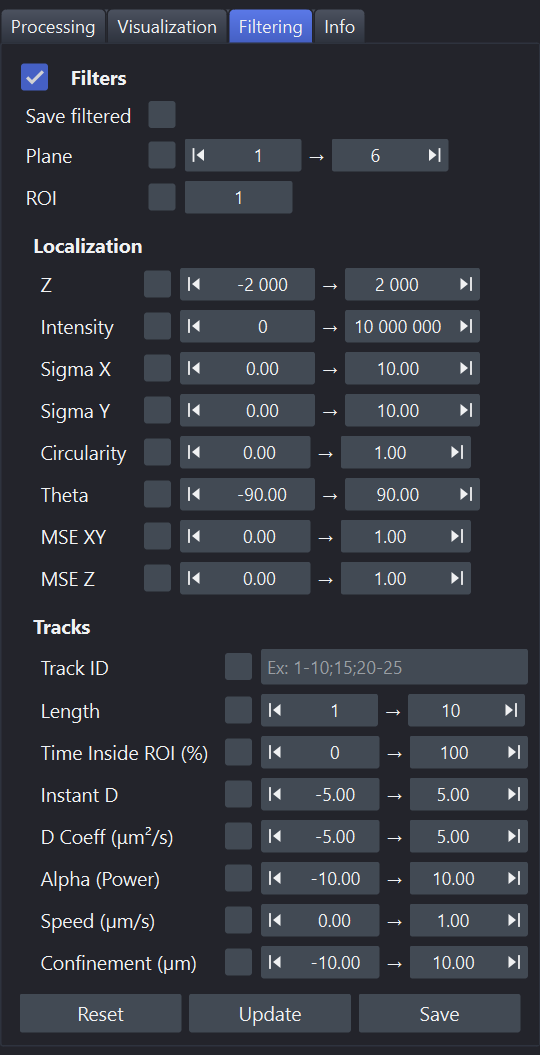 Processing Visualization Filtering Info
Filters
Save filtered
Plane 1 → 6
ROI 1
Localization
Z -2 000 → 2 000
Intensity 0 → 10 000 000
Sigma X 0.00 → 10.00
Sigma Y 0.00 → 10.00
Circularity 0.00 → 1.00
Theta -90.00 → 90.00
MSE XY 0.00 → 1.00
MSE Z 0.00 → 1.00
Tracks
Track ID Ex: 1-10;15;20-25
Length 1 → 10
Time Inside ROI (%) 0 → 100
Instant D -5.00 → 5.00
D Coeff (µm²/s) -5.00 → 5.00
Alpha (Power) -10.00 → 10.00
Speed (µm/s) 0.00 → 1.00
Confinement (µm) -10.00 → 10.00
Reset Update Save